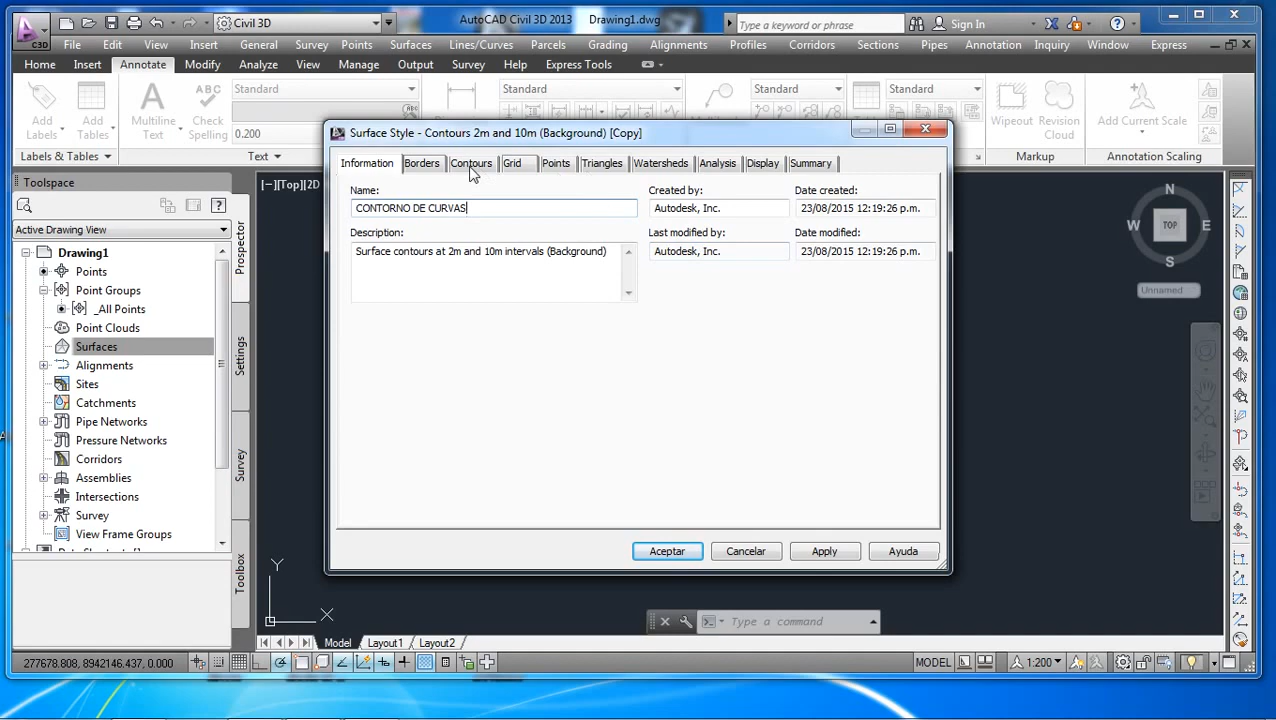 Civil 3D
AutoCAD Civil 3D 2013 Drawing1.dwg
Type a keyword or phrase
Sign In
C3D
File Edit View Insert General Survey Points Surfaces Lines/Curves Parcels Grading Alignments Profiles Corridors Sections Pipes Annotation Inquiry Window Express
Home Insert Annotate Modify Analyze View Manage Output Survey Help Express Tools
Add Labels
Add Tables
Multiline Text
ABC
Check Spelling
Standard
0.200
Standard
Standard
Standard
Wipeout
Revision Cloud
Add Current Scale
Labels & Tables
Text
Markup
Annotation Scaling
Surface Style - Contours 2m and 10m (Background) [Copy]
Information Borders Contours Grid Points Triangles Watersheds Analysis Display Summary
Name:
CONTORNO DE CURVAS
Created by:
Autodesk, Inc.
Date created:
23/08/2015 12:19:26 p.m.
Description:
Surface contours at 2m and 10m intervals (Background)
Last modified by:
Autodesk, Inc.
Date modified:
23/08/2015 12:19:26 p.m.
Aceptar Cancelar Apply Ayuda
Toolspace
Active Drawing View
Drawing1
Points
Point Groups
_All Points
Point Clouds
Surfaces
Alignments
Sites
Catchments
Pipe Networks
Pressure Networks
Corridors
Assemblies
Intersections
Survey
View Frame Groups
Prospector
Settings
Survey
Toolbox
[−][Top][2D
N
W TOP E
S
Unnamed
Y
X
Type a command
Model Layout1 Layout2
277678.808, 8942146.437, 0.000
MODEL
1:200